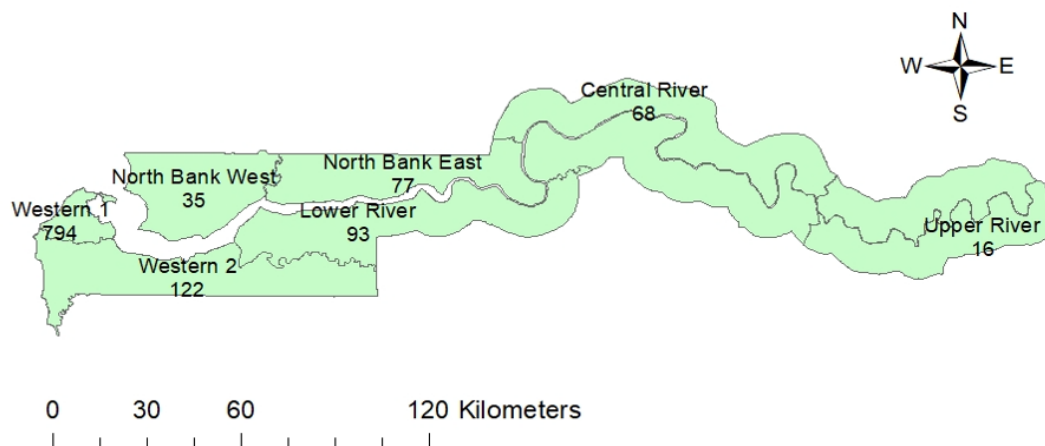 N
W E
S
Central River
68
North Bank East
77
North Bank West
35
Western 1
794
Lower River
93
Upper River
16
Western 2
122
0 30 60 120 Kilometers